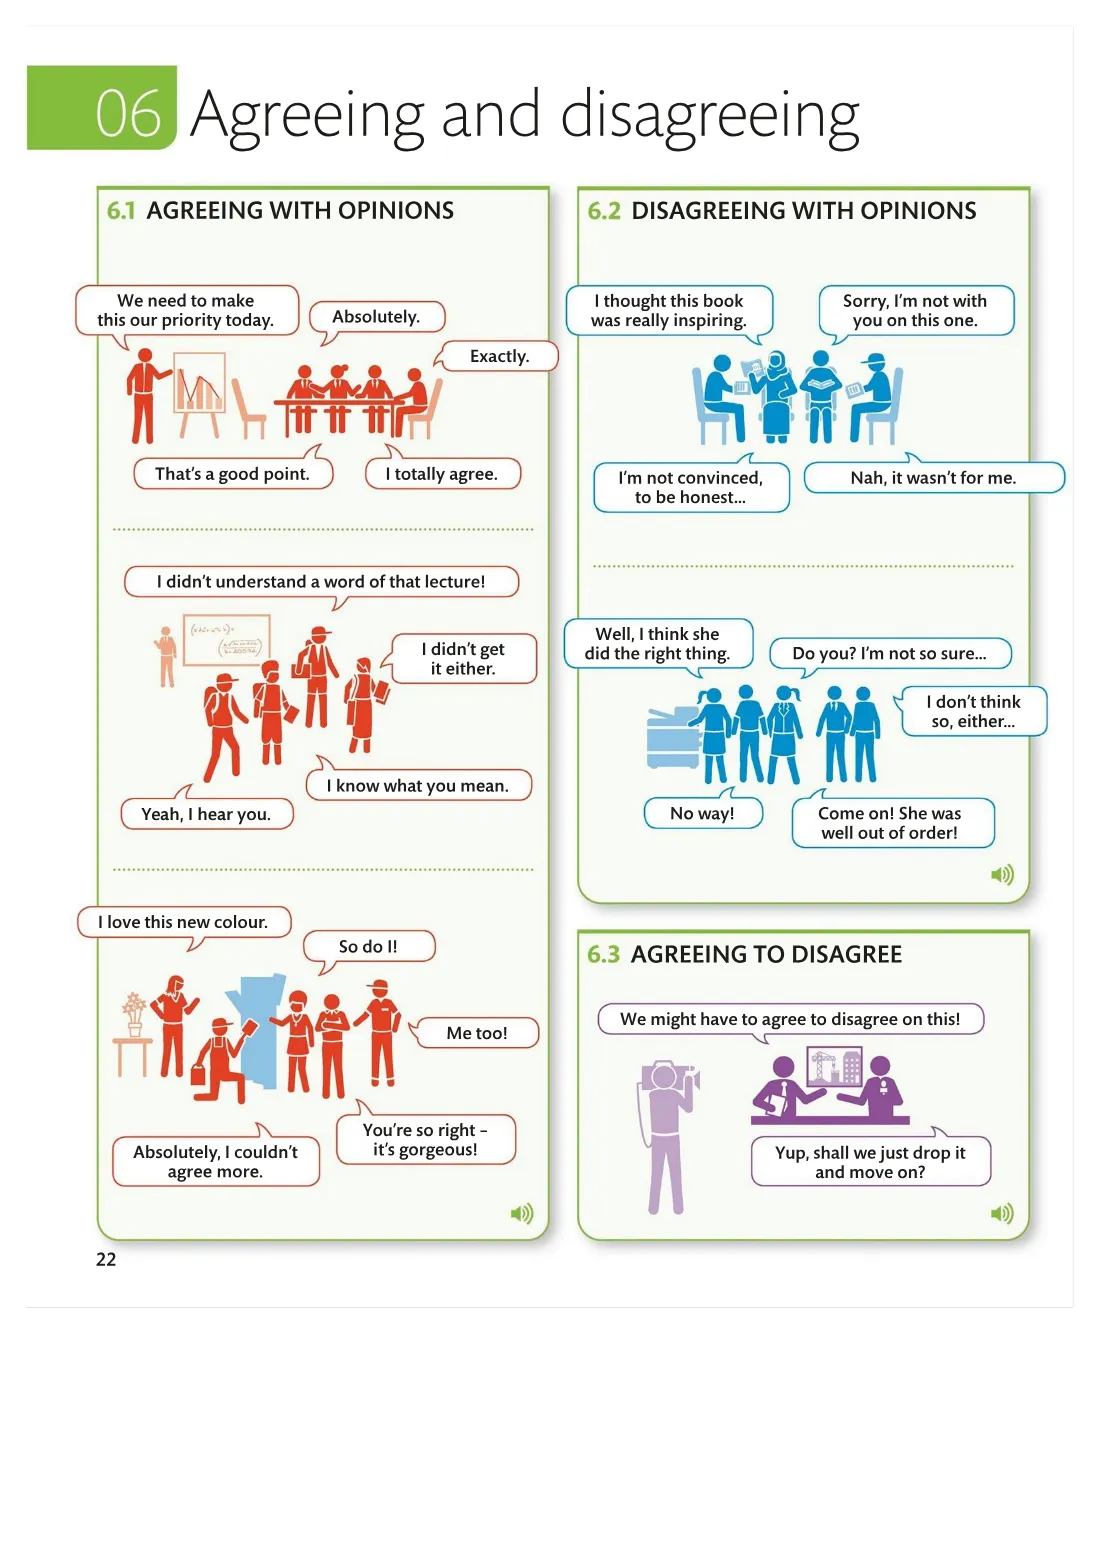 06 Agreeing and disagreeing
6.1 AGREEING WITH OPINIONS
We need to make
this our priority today.
Absolutely.
Exactly.
That's a good point.
I totally agree.
I didn't understand a word of that lecture!
I didn't get
it either.
I know what you mean.
Yeah, I hear you.
I love this new colour.
So do I!
Me too!
You're so right –
it's gorgeous!
Absolutely, I couldn't
agree more.
6.2 DISAGREEING WITH OPINIONS
I thought this book
was really inspiring.
Sorry, I'm not with
you on this one.
I'm not convinced,
to be honest...
Nah, it wasn't for me.
Well, I think she
did the right thing.
Do you? I'm not so sure...
I don't think
so, either...
No way!
Come on! She was
well out of order!
6.3 AGREEING TO DISAGREE
We might have to agree to disagree on this!
Yup, shall we just drop it
and move on?
22